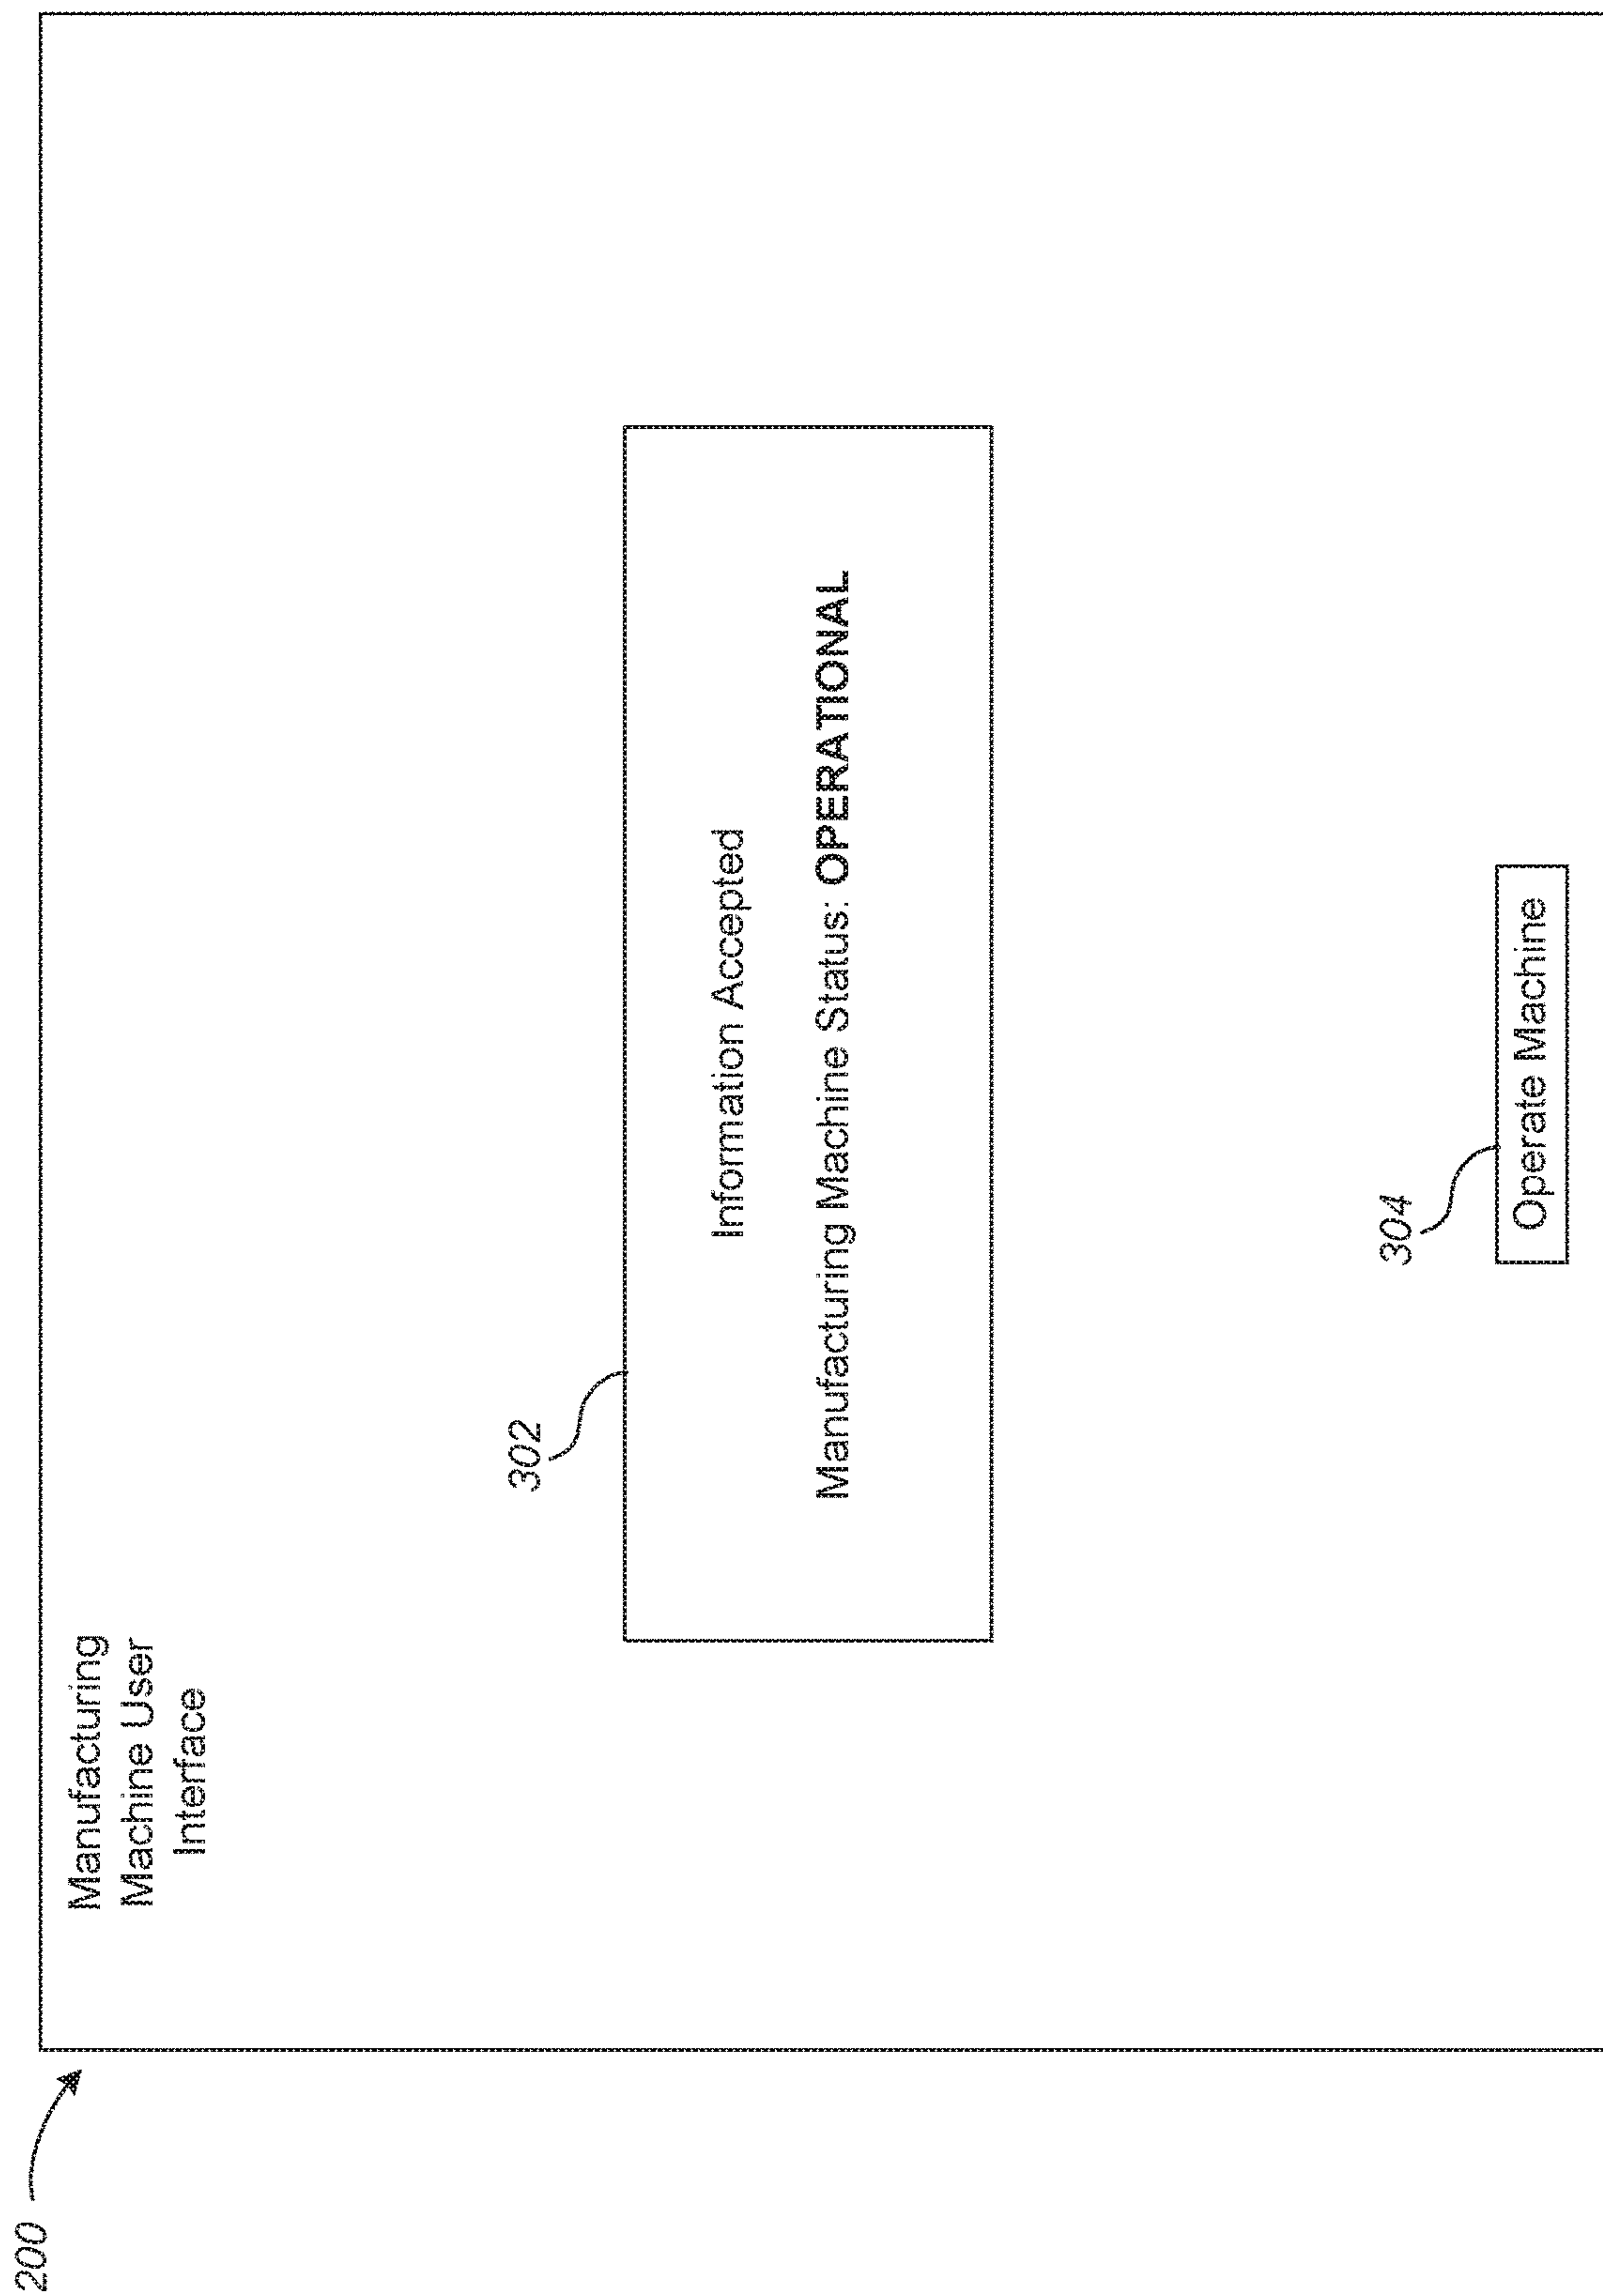 200
Manufacturing
Machine User
Interface
302
Information Accepted
Manufacturing Machine Status: OPERATIONAL
304
Operate Machine